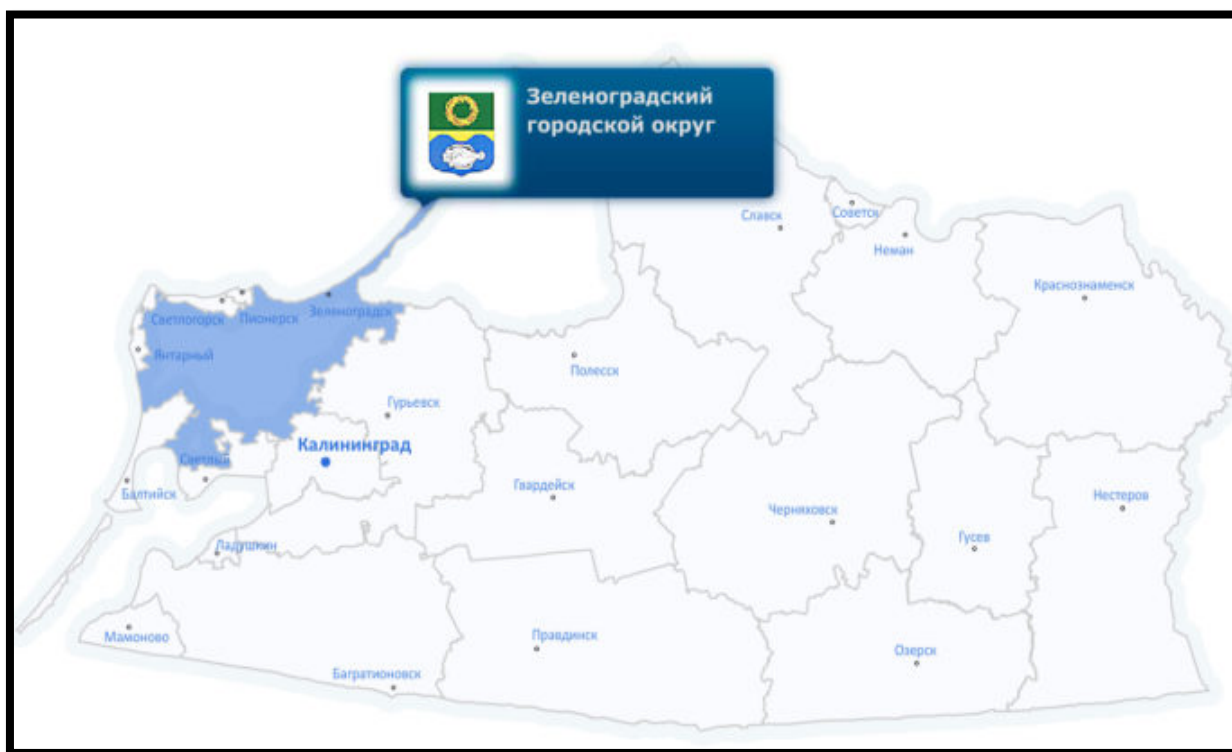 Зеленоградский
городской округ
Славск
Советск
Неман
Краснознаменск
Светлогорск
Пионерск
Зеленоградск
Янтарный
Полесск
Гурьевск
Калининград
Светлый
Балтийск
Гвардейск
Нестеров
Черняховск
Гусев
Ладушкин
Мамоново
Правдинск
Озерск
Багратионовск